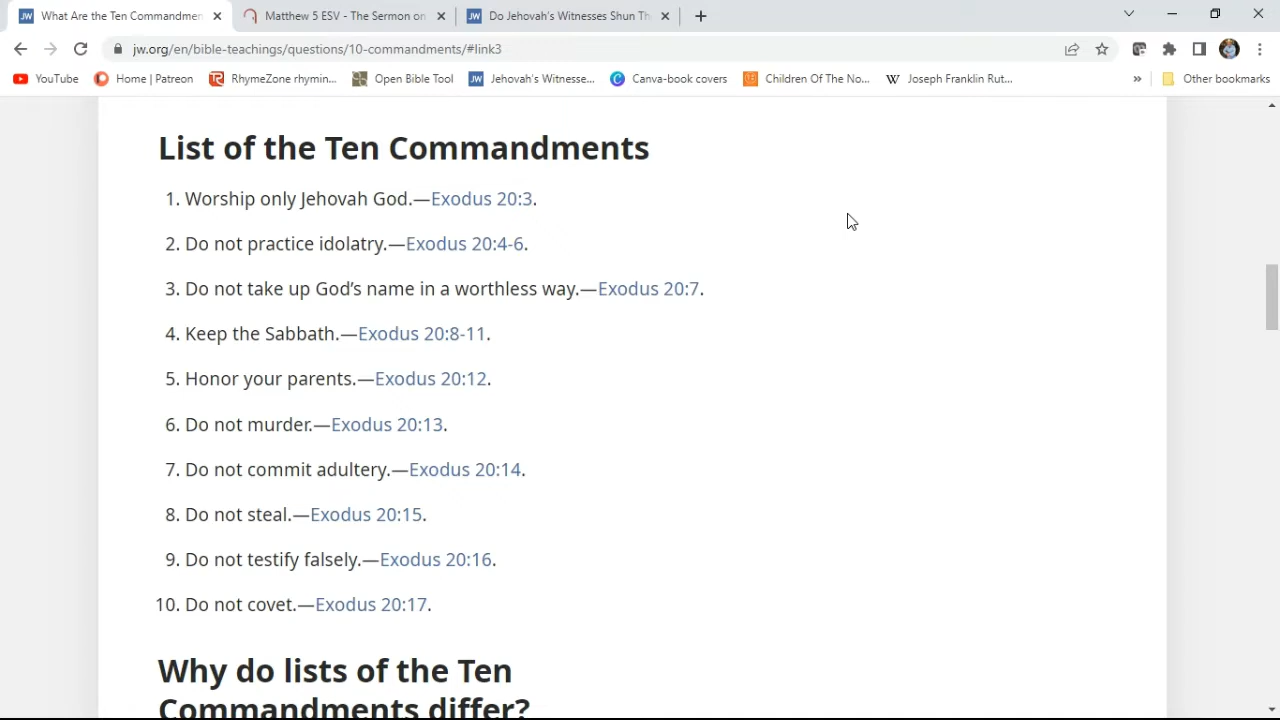 What Are the Ten Commandmen
Matthew 5 ESV - The Sermon on
Do Jehovah's Witnesses Shun Th
jw.org/en/bible-teachings/questions/10-commandments/#link3
YouTube
Home | Patreon
RhymeZone rhymin...
Open Bible Tool
Jehovah's Witnesse...
Canva-book covers
Children Of The No...
Joseph Franklin Rut...
»
Other bookmarks
List of the Ten Commandments
1. Worship only Jehovah God.—Exodus 20:3.
2. Do not practice idolatry.—Exodus 20:4-6.
3. Do not take up God’s name in a worthless way.—Exodus 20:7.
4. Keep the Sabbath.—Exodus 20:8-11.
5. Honor your parents.—Exodus 20:12.
6. Do not murder.—Exodus 20:13.
7. Do not commit adultery.—Exodus 20:14.
8. Do not steal.—Exodus 20:15.
9. Do not testify falsely.—Exodus 20:16.
10. Do not covet.—Exodus 20:17.
Why do lists of the Ten
Commandments differ?